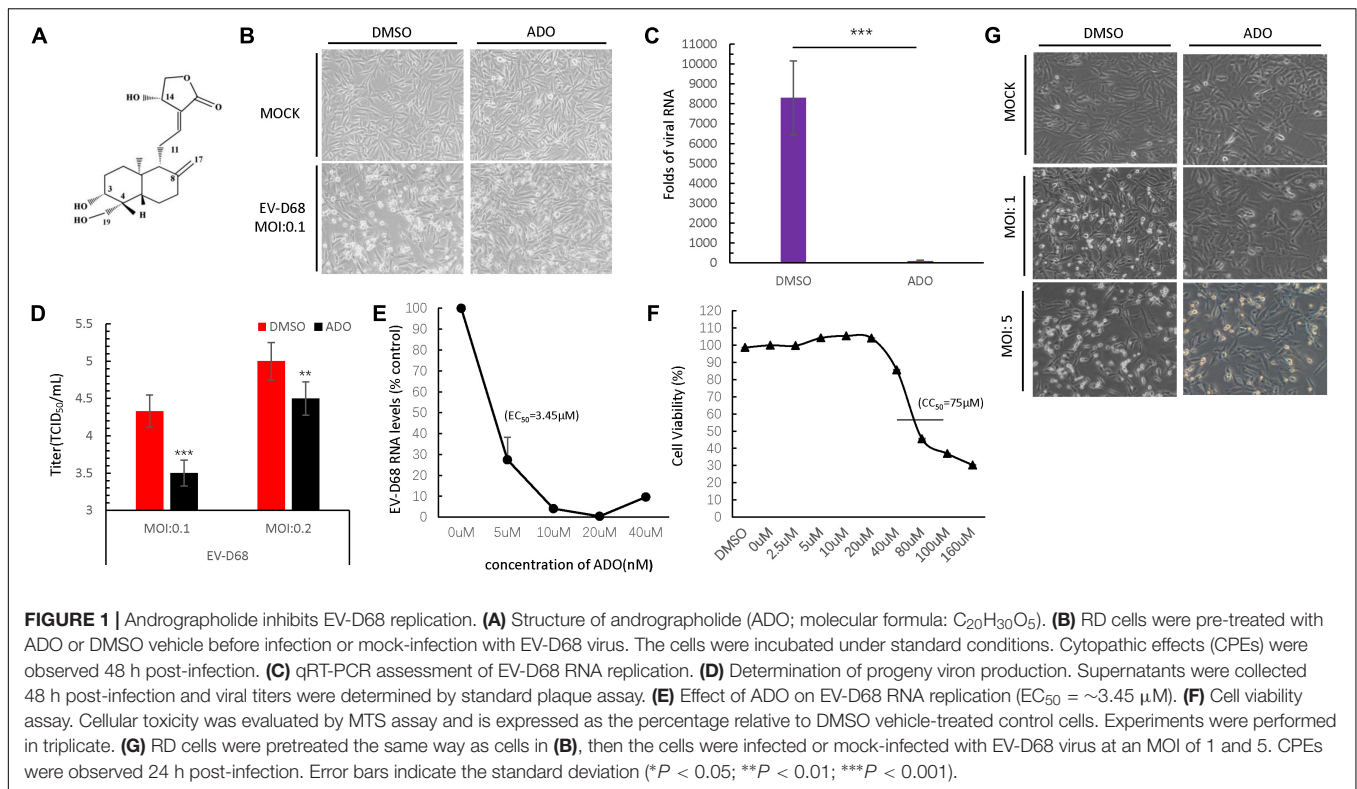 A
O
HO
14
O
11
17
8
3
4
HO
H
HO
19
B
DMSO
ADO
MOCK
EV-D68
MOI:0.1
C
***
11000
10000
9000
8000
7000
6000
5000
4000
3000
2000
1000
0
Folds of viral RNA
DMSO
ADO
G
DMSO
ADO
MOCK
MOI: 1
MOI: 5
D
5.5
5
4.5
4
3.5
3
Titer(TCID50/mL)
DMSO
ADO
***
**
MOI:0.1
MOI:0.2
EV-D68
E
100
90
80
70
60
50
40
30
20
10
0
EV-D68 RNA levels (% control)
(EC50=3.45μM)
0uM
5uM
10uM
20uM
40uM
concentration of ADO(nM)
F
120
110
100
90
80
70
60
50
40
30
20
10
0
Cell Viability (%)
(CC50=75μM)
DMSO
0uM
2.5uM
5uM
10uM
20uM
40uM
80uM
100uM
160uM
FIGURE 1 | Andrographolide inhibits EV-D68 replication. (A) Structure of andrographolide (ADO; molecular formula: C20H30O5). (B) RD cells were pre-treated with
ADO or DMSO vehicle before infection or mock-infection with EV-D68 virus. The cells were incubated under standard conditions. Cytopathic effects (CPEs) were
observed 48 h post-infection. (C) qRT-PCR assessment of EV-D68 RNA replication. (D) Determination of progeny viron production. Supernatants were collected
48 h post-infection and viral titers were determined by standard plaque assay. (E) Effect of ADO on EV-D68 RNA replication (EC50 = ~3.45 μM). (F) Cell viability
assay. Cellular toxicity was evaluated by MTS assay and is expressed as the percentage relative to DMSO vehicle-treated control cells. Experiments were performed
in triplicate. (G) RD cells were pretreated the same way as cells in (B), then the cells were infected or mock-infected with EV-D68 virus at an MOI of 1 and 5. CPEs
were observed 24 h post-infection. Error bars indicate the standard deviation (*P < 0.05; **P < 0.01; ***P < 0.001).